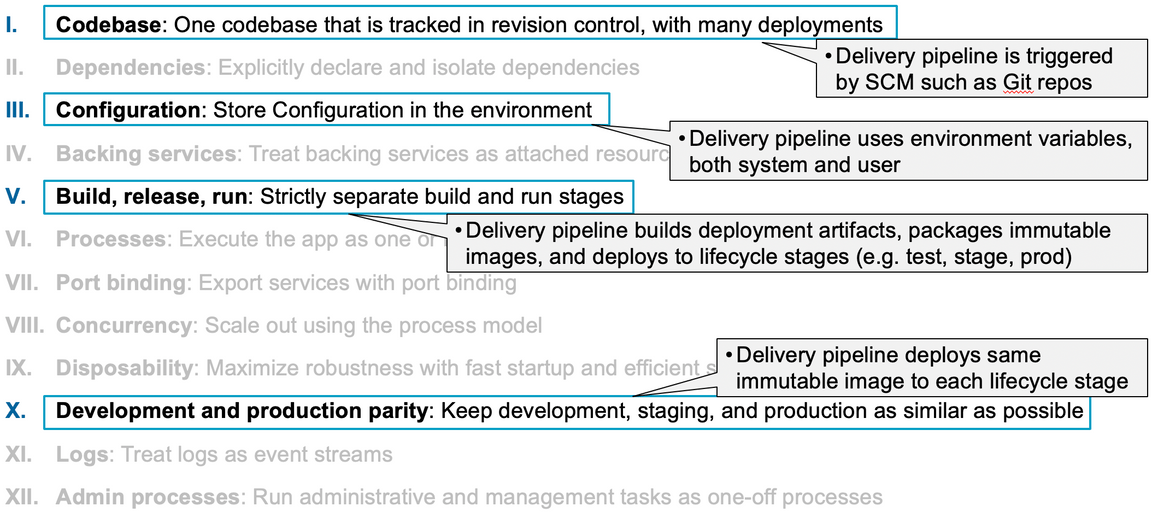 I. Codebase: One codebase that is tracked in revision control, with many deployments
• Delivery pipeline is triggered
by SCM such as Git repos
II. Dependencies: Explicitly declare and isolate dependencies
III. Configuration: Store Configuration in the environment
• Delivery pipeline uses environment variables,
both system and user
IV. Backing services: Treat backing services as attached resourc
V. Build, release, run: Strictly separate build and run stages
• Delivery pipeline builds deployment artifacts, packages immutable
images, and deploys to lifecycle stages (e.g. test, stage, prod)
VI. Processes: Execute the app as one or
VII. Port binding: Export services with port binding
VIII. Concurrency: Scale out using the process model
• Delivery pipeline deploys same
immutable image to each lifecycle stage
IX. Disposability: Maximize robustness with fast startup and efficient s
X. Development and production parity: Keep development, staging, and production as similar as possible
XI. Logs: Treat logs as event streams
XII. Admin processes: Run administrative and management tasks as one-off processes